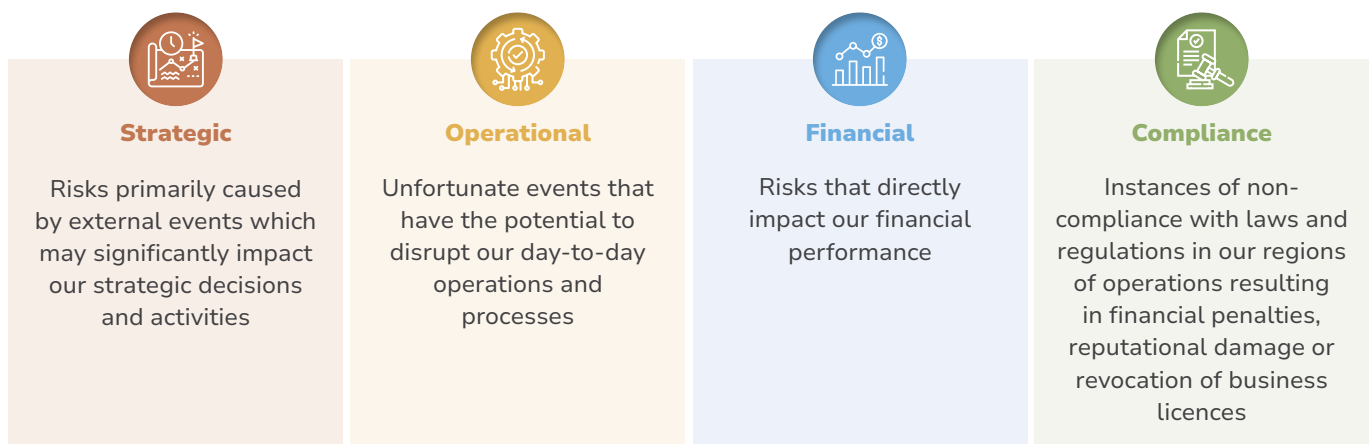 Strategic
Risks primarily caused
by external events which
may significantly impact
our strategic decisions
and activities
Operational
Unfortunate events that
have the potential to
disrupt our day-to-day
operations and
processes
$
Financial
Risks that directly
impact our financial
performance
Compliance
Instances of non-
compliance with laws and
regulations in our regions
of operations resulting
in financial penalties,
reputational damage or
revocation of business
licences